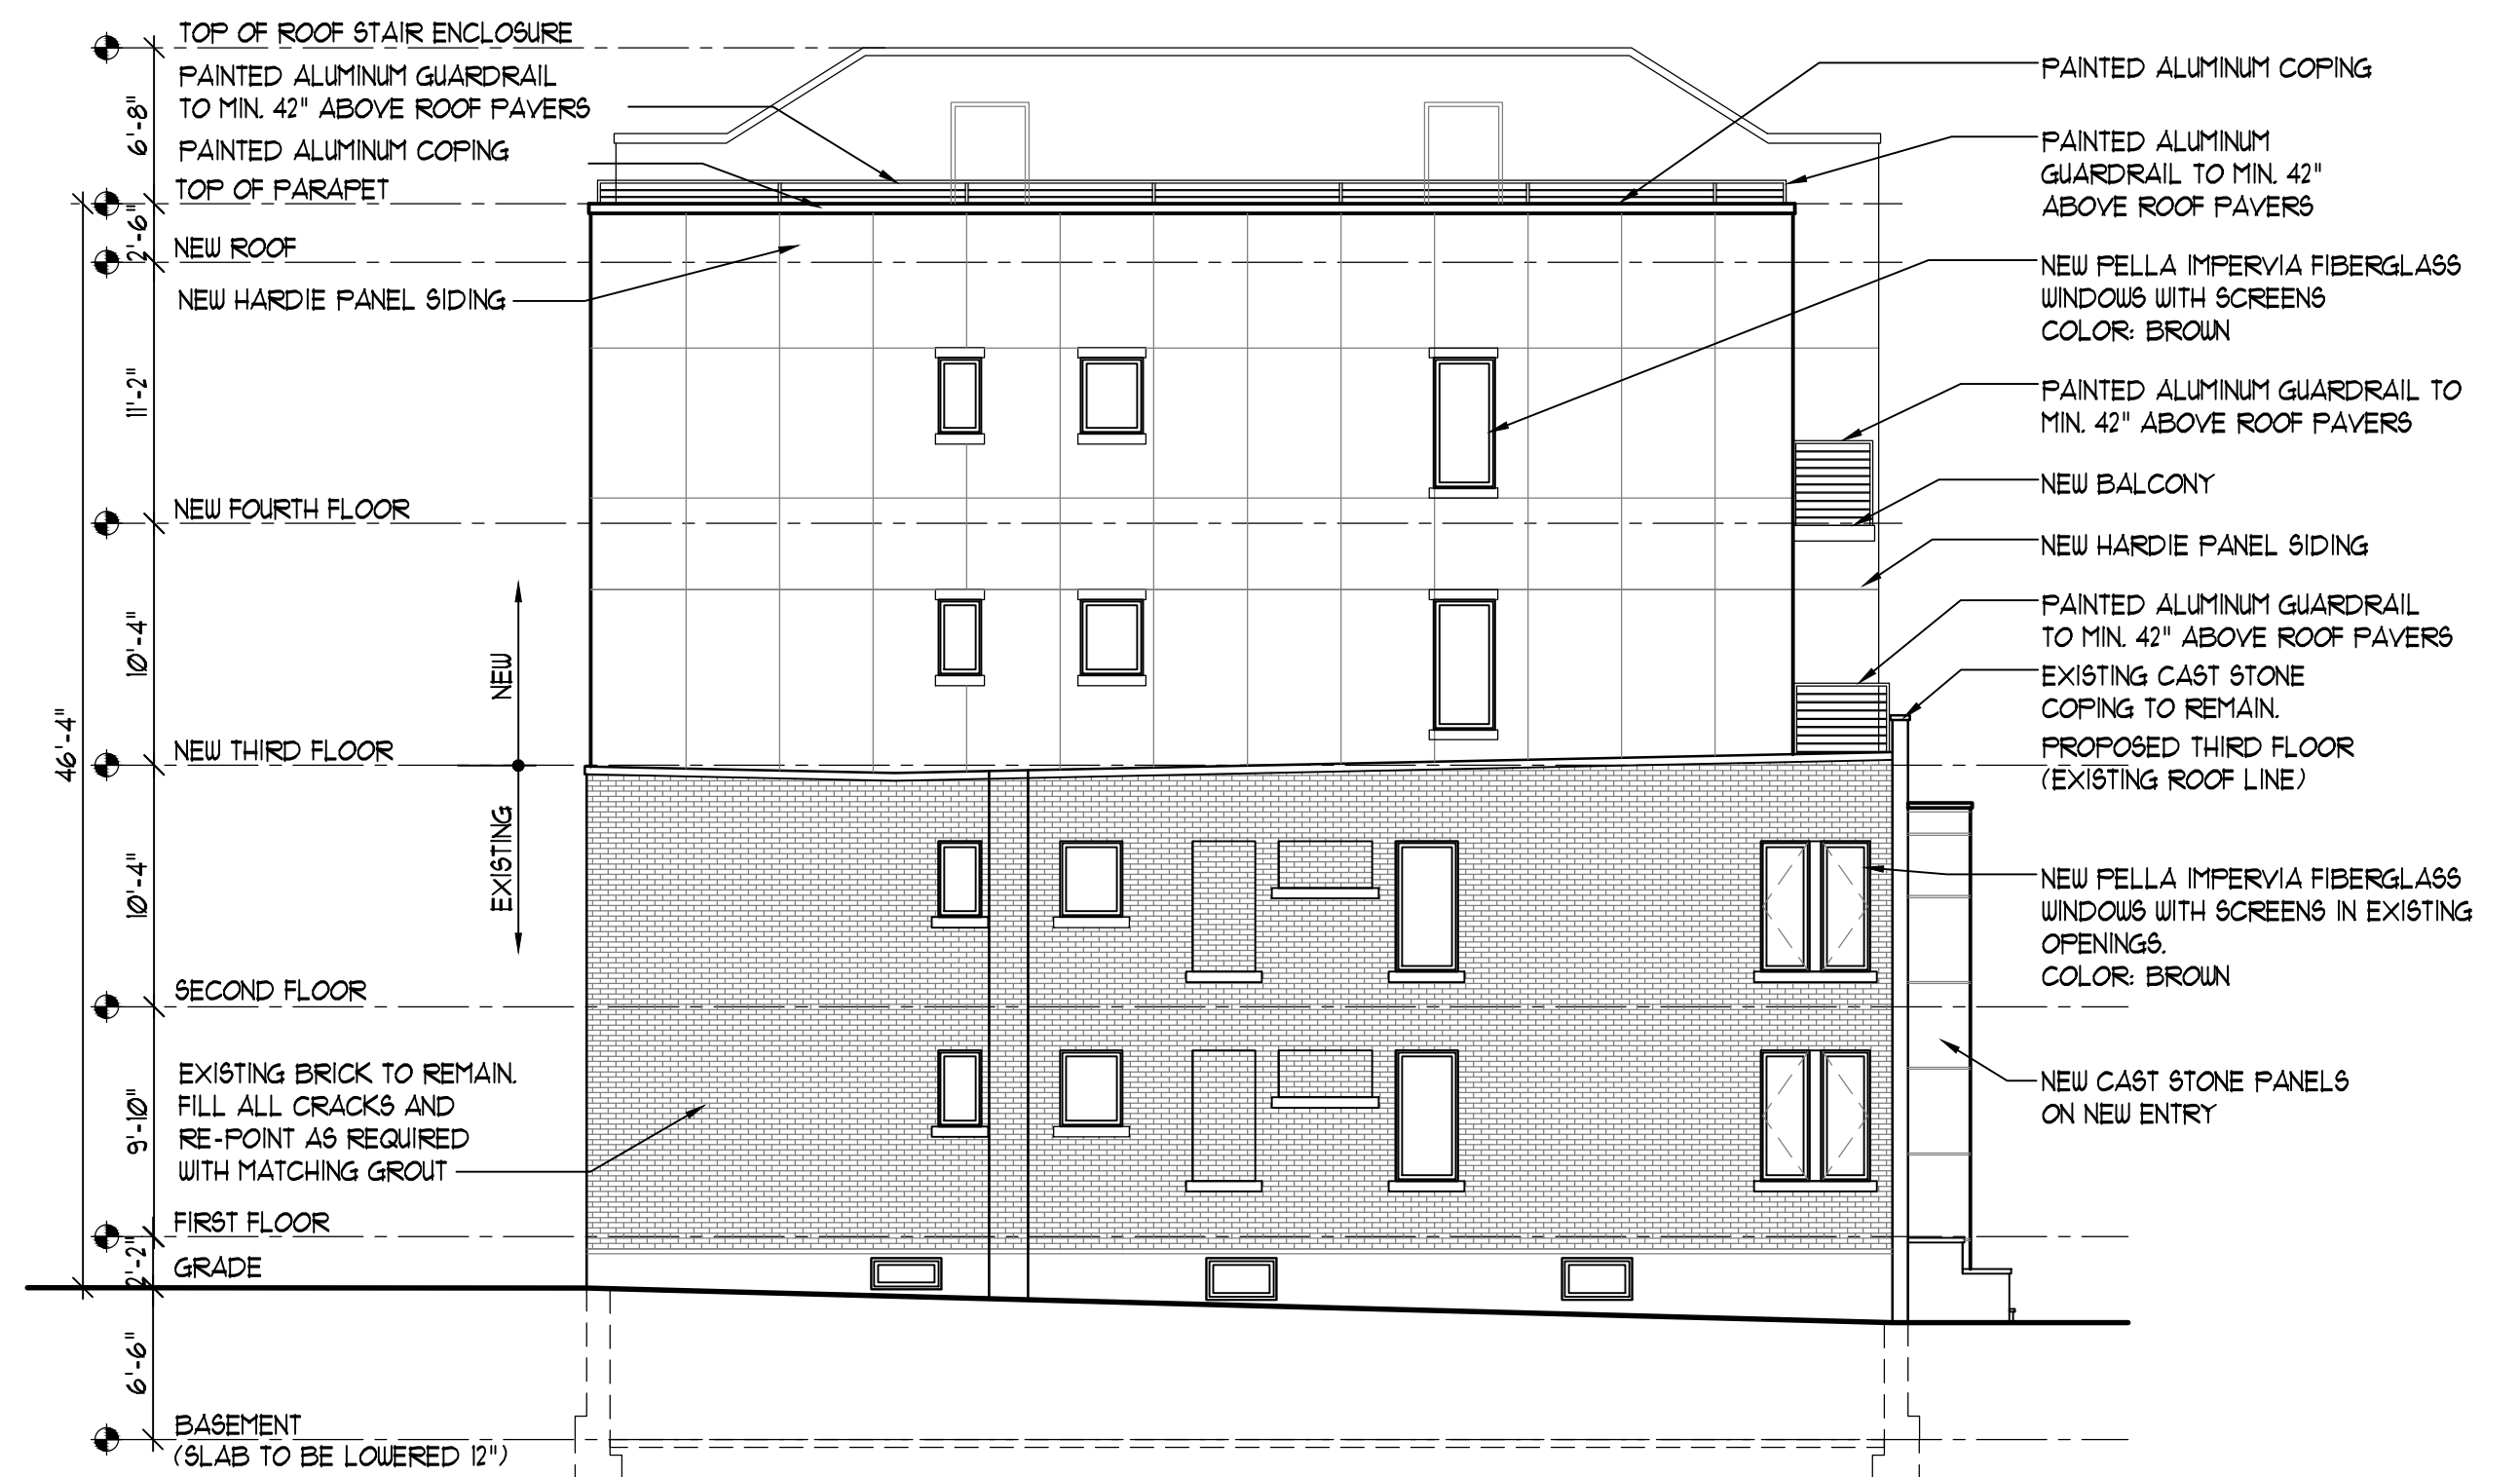 TOP OF ROOF STAIR ENCLOSURE
PAINTED ALUMINUM GUARDRAIL
TO MIN. 42" ABOVE ROOF PAVERS
PAINTED ALUMINUM COPING
TOP OF PARAPET
NEW ROOF
NEW HARDIE PANEL SIDING
NEW FOURTH FLOOR
NEW THIRD FLOOR
SECOND FLOOR
EXISTING BRICK TO REMAIN.
FILL ALL CRACKS AND
RE-POINT AS REQUIRED
WITH MATCHING GROUT
FIRST FLOOR
GRADE
BASEMENT
(SLAB TO BE LOWERED 12")
6'-8"
2'-6"
11'-2"
10'-4"
10'-4"
9'-10"
2'-2"
6'-6"
46'-4"
NEW
EXISTING
PAINTED ALUMINUM COPING
PAINTED ALUMINUM
GUARDRAIL TO MIN. 42"
ABOVE ROOF PAVERS
NEW PELLA IMPERVIA FIBERGLASS
WINDOWS WITH SCREENS
COLOR: BROWN
PAINTED ALUMINUM GUARDRAIL TO
MIN. 42" ABOVE ROOF PAVERS
NEW BALCONY
NEW HARDIE PANEL SIDING
PAINTED ALUMINUM GUARDRAIL
TO MIN. 42" ABOVE ROOF PAVERS
EXISTING CAST STONE
COPING TO REMAIN.
PROPOSED THIRD FLOOR
(EXISTING ROOF LINE)
NEW PELLA IMPERVIA FIBERGLASS
WINDOWS WITH SCREENS IN EXISTING
OPENINGS.
COLOR: BROWN
NEW CAST STONE PANELS
ON NEW ENTRY